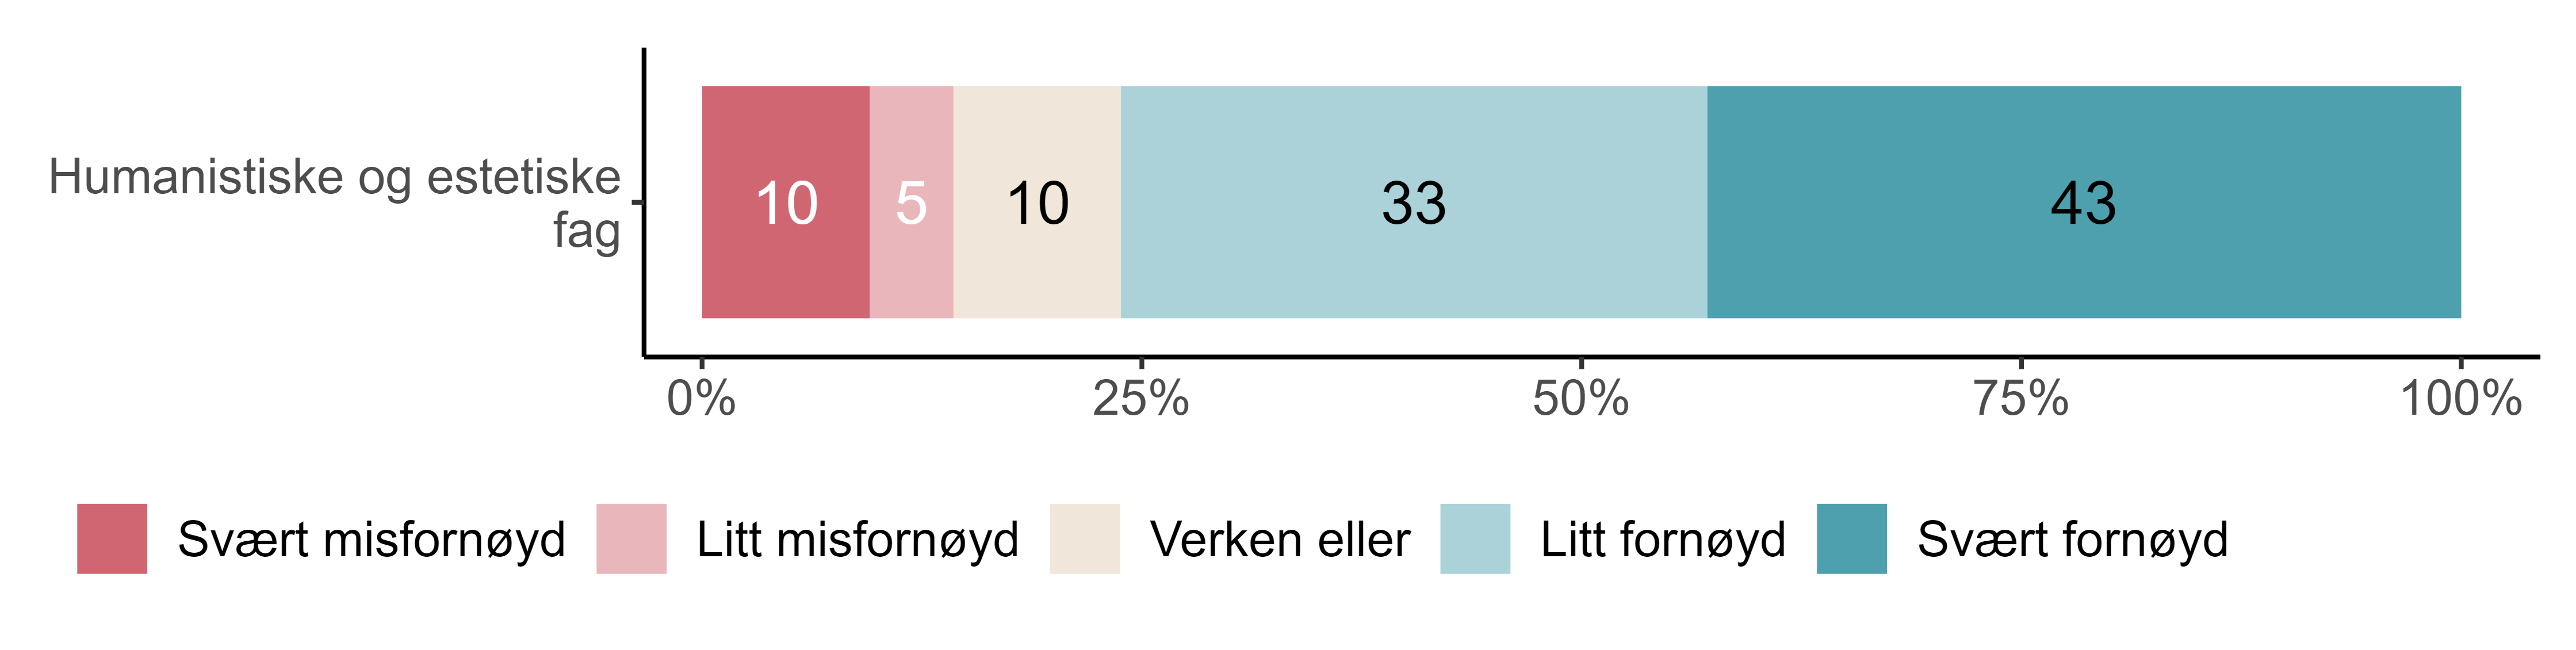 Humanistiske og estetiske
fag
10 5 10 33 43
0% 25% 50% 75% 100%
Svært misfornøyd Litt misfornøyd Verken eller Litt fornøyd Svært fornøyd